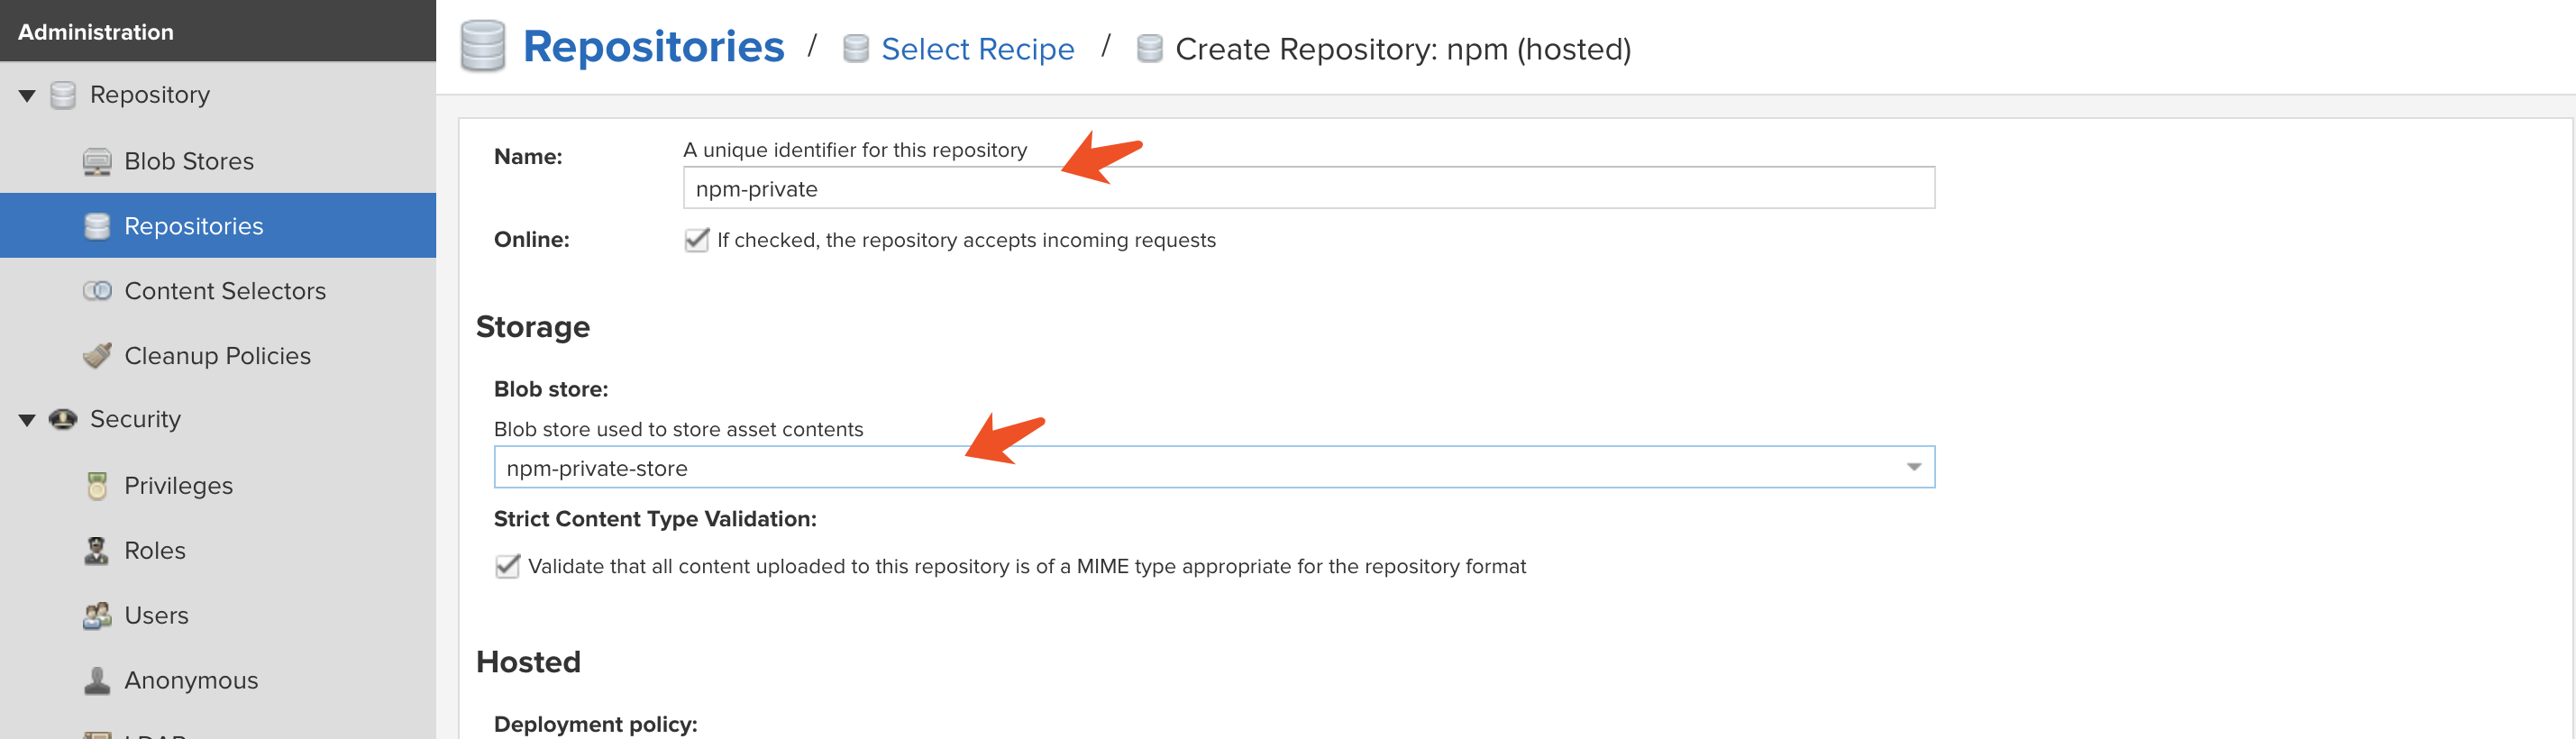 Administration
Repository
Blob Stores
Repositories
Content Selectors
Cleanup Policies
Security
Privileges
Roles
Users
Anonymous
Repositories / Select Recipe / Create Repository: npm (hosted)
Name:
A unique identifier for this repository
npm-private
Online:
If checked, the repository accepts incoming requests
Storage
Blob store:
Blob store used to store asset contents
npm-private-store
Strict Content Type Validation:
Validate that all content uploaded to this repository is of a MIME type appropriate for the repository format
Hosted
Deployment policy: